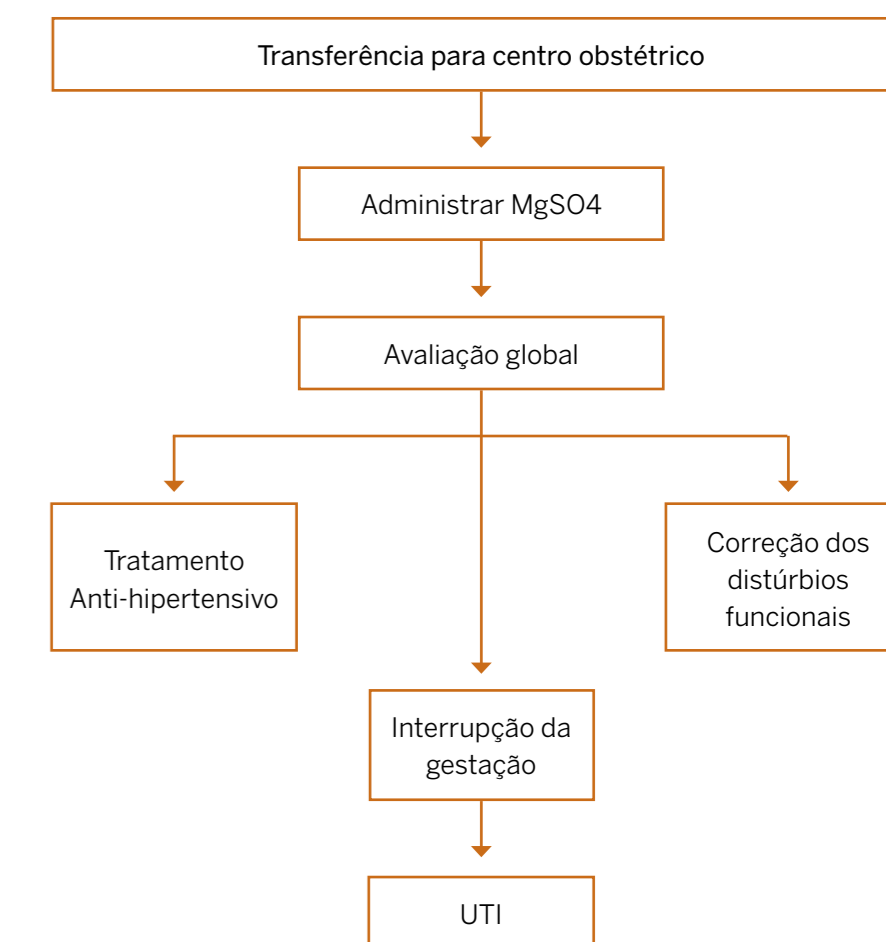 Transferência para centro obstétrico
Administrar MgSO4
Avaliação global
Tratamento
Anti-hipertensivo
Correção dos
distúrbios
funcionais
Interrupção da
gestação
UTI